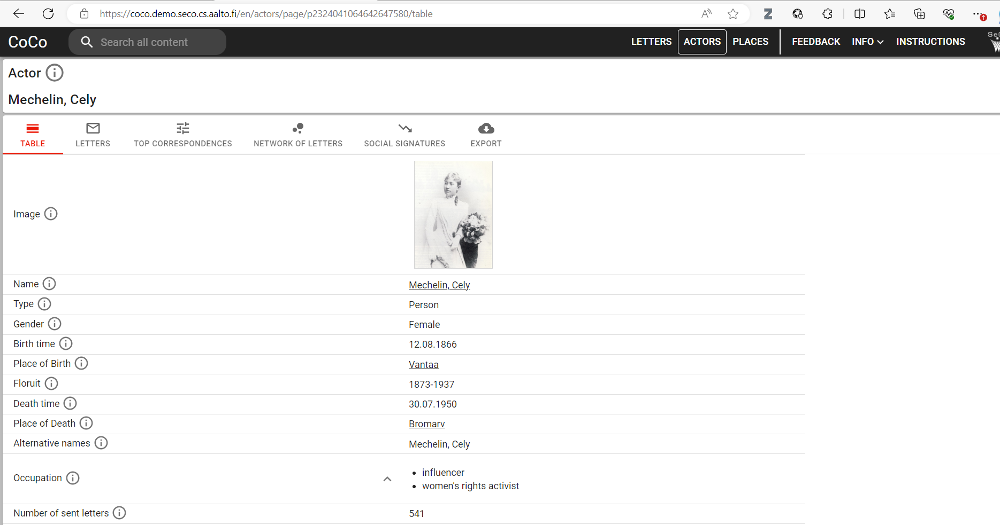 https://coco.demo.seco.cs.aalto.fi/en/actors/page/p2324041064642647580/table
CoCo
Search all content
LETTERS ACTORS PLACES FEEDBACK INFO INSTRUCTIONS
Actor
Mechelin, Cely
TABLE LETTERS TOP CORRESPONDENCES NETWORK OF LETTERS SOCIAL SIGNATURES EXPORT
Image
Name Mechelin, Cely
Type Person
Gender Female
Birth time 12.08.1866
Place of Birth Vantaa
Floruit 1873-1937
Death time 30.07.1950
Place of Death Bromarv
Alternative names Mechelin, Cely
Occupation
• influencer
• women's rights activist
Number of sent letters 541